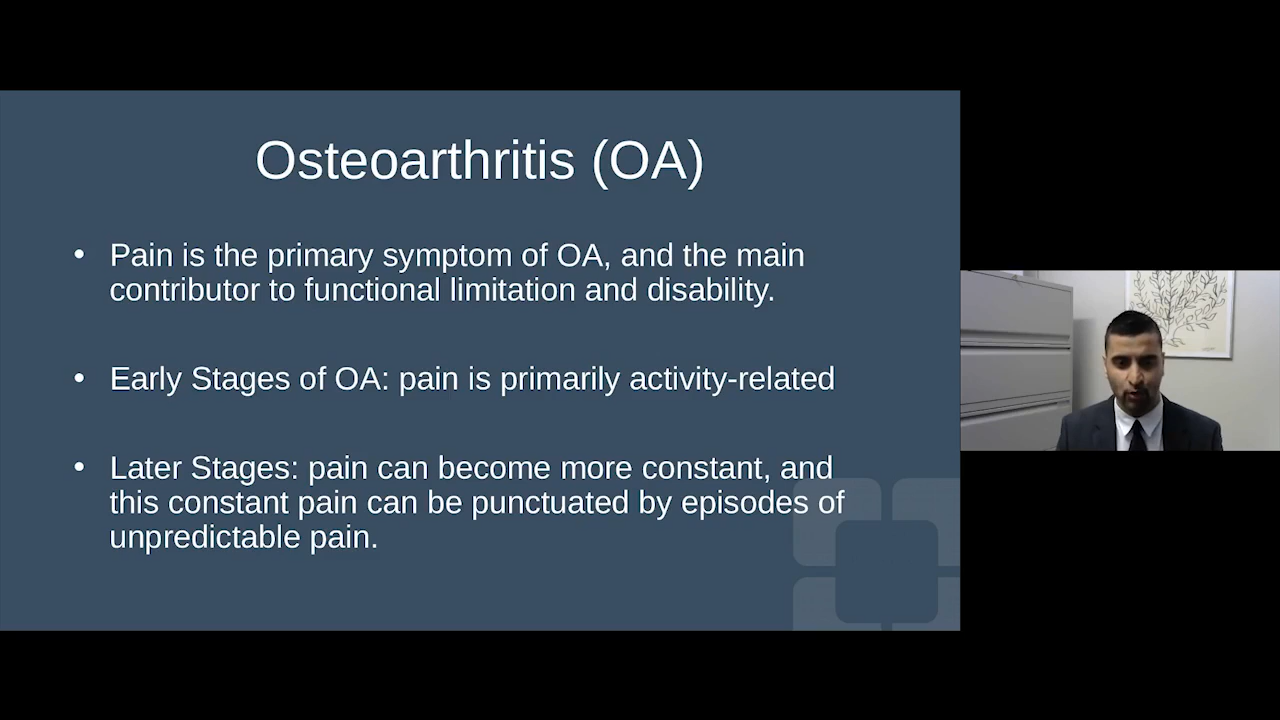 Osteoarthritis (OA)
• Pain is the primary symptom of OA, and the main
contributor to functional limitation and disability.
• Early Stages of OA: pain is primarily activity-related
• Later Stages: pain can become more constant, and
this constant pain can be punctuated by episodes of
unpredictable pain.